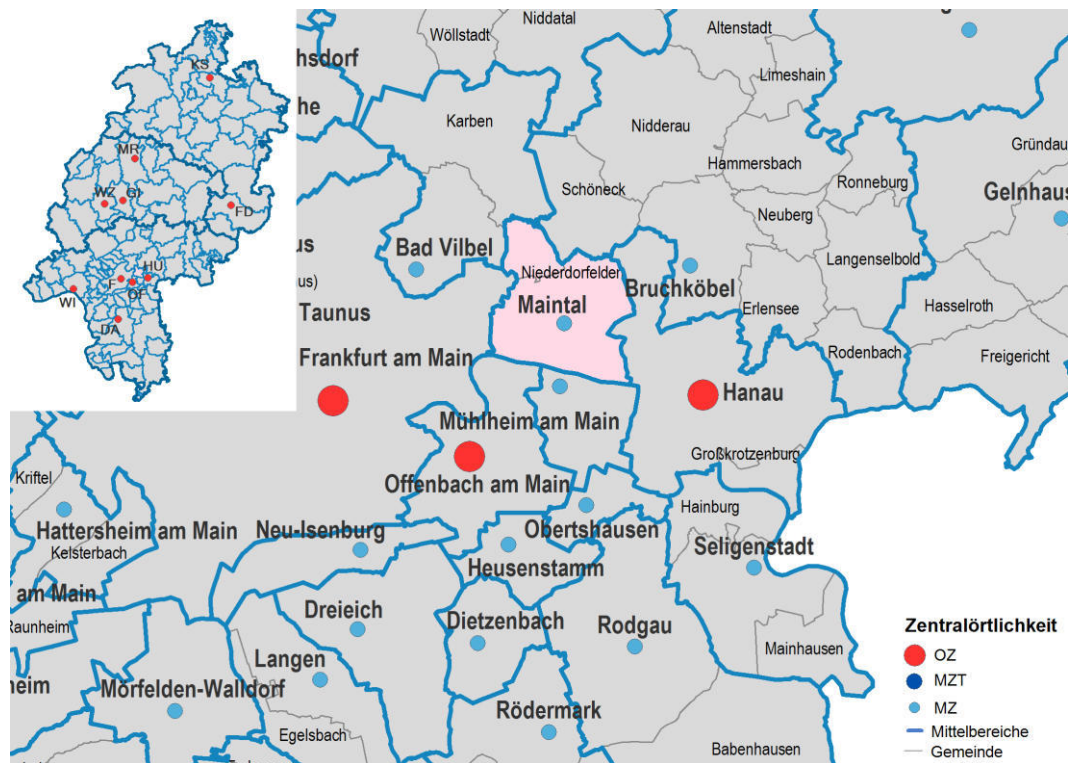 KS
MR
WZ
GI
FD
HU
F
OF
WI
DA
Niddatal
Wöllstadt
Altenstadt
Limeshain
Karben
Nidderau
Hammersbach
Gründau
Ronneburg
Schöneck
Neuberg
Bad Vilbel
Niederdorfelder
Bruchköbel
Langenselbold
Maintal
Erlensee
Hasselroth
Taunus
Rodenbach
Freigericht
Frankfurt am Main
Hanau
Mühlheim am Main
Großkrotzenburg
Kriftel
Offenbach am Main
Hainburg
Hattersheim am Main
Neu-Isenburg
Obertshausen
Seligenstadt
Kelsterbach
Heusenstamm
am Main
Dreieich
Dietzenbach
Rodgau
Raunheim
Mainhausen
Langen
heim
Mörfelden-Walldorf
Rödermark
Egelsbach
Babenhausen
Zentralörtlichkeit
OZ
MZT
MZ
Mittelbereiche
Gemeinde